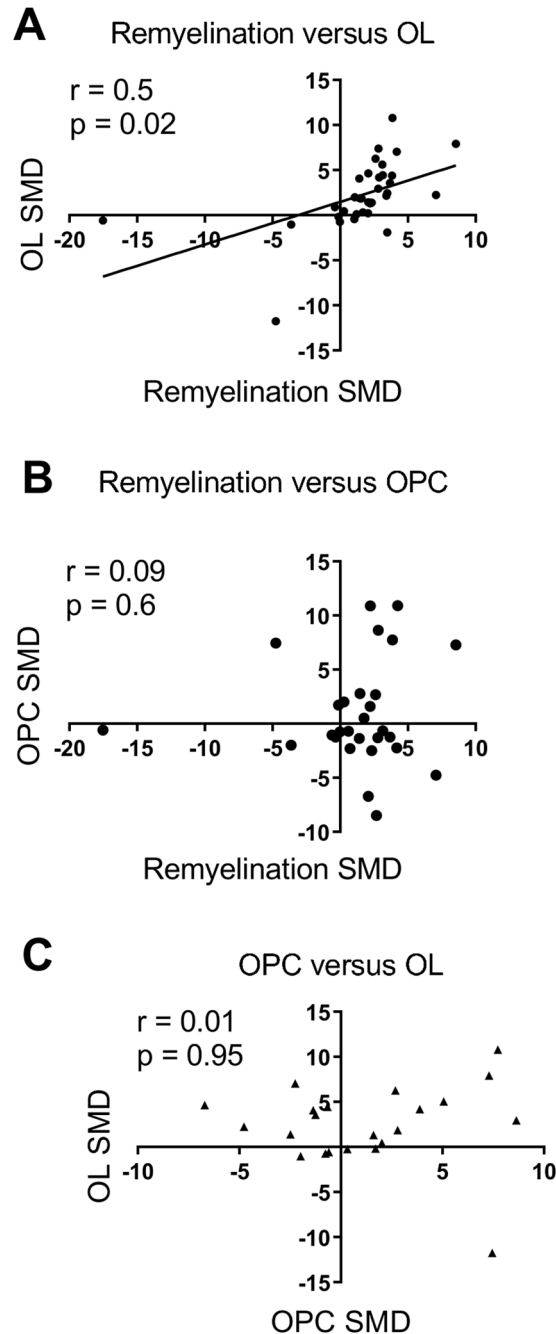 A
Remyelination versus OL
r = 0.5
p = 0.02
15
10
5
-20 -15 -10 -5 5 10
-5
-10
-15
OL SMD
Remyelination SMD
B
Remyelination versus OPC
r = 0.09
p = 0.6
15
10
5
-20 -15 -10 -5 5 10
-5
-10
OPC SMD
Remyelination SMD
C
OPC versus OL
r = 0.01
p = 0.95
15
10
5
-10 -5 5 10
-5
-10
-15
OL SMD
OPC SMD